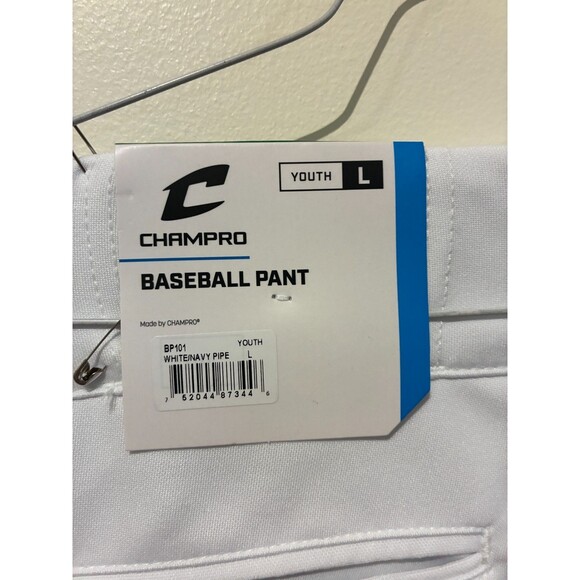 YOUTH L
CHAMPRO
BASEBALL PANT
Made by CHAMPRO®
BP101 YOUTH
WHITE/NAVY PIPE L
7 52044 87344 6